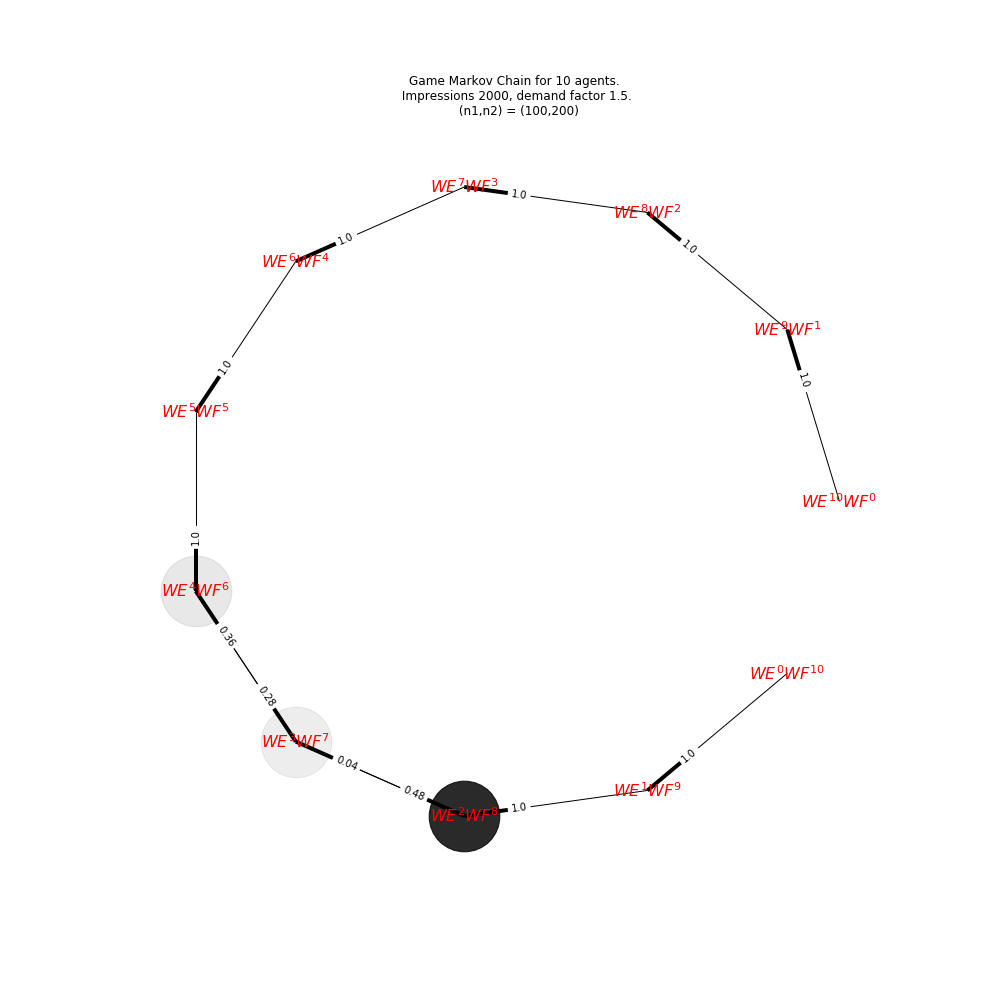 Game Markov Chain for 10 agents.
Impressions 2000, demand factor 1.5.
(n1,n2) = (100,200)
WE^7WF^3
1.0
WE^8WF^2
1.0
1.0
WE^6WF^4
WE^9WF^1
1.0
1.0
WE^5WF^5
WE^10WF^0
1.0
WE^4WF^6
0.36
WE^0WF^10
0.28
WE^3WF^7
1.0
0.04
WE^1WF^9
0.48
1.0
WE^2WF^8